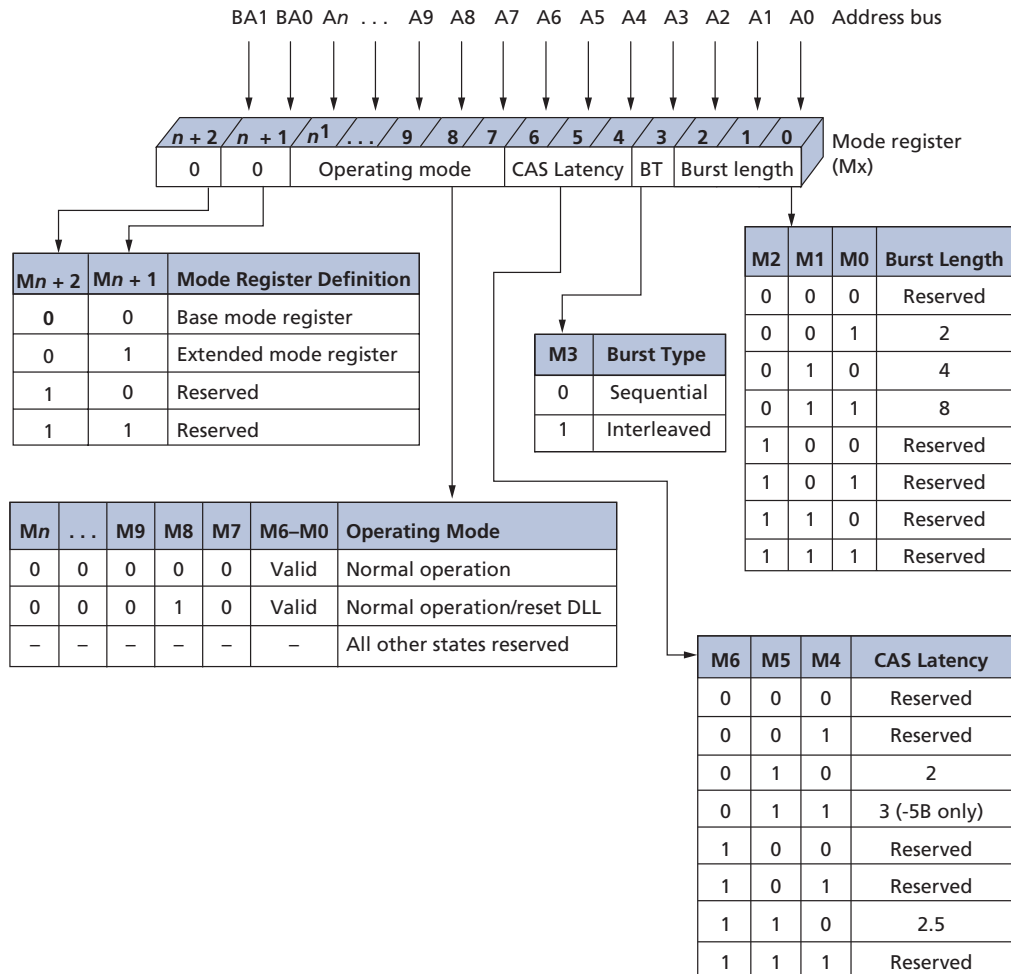 BA1 BA0 An ... A9 A8 A7 A6 A5 A4 A3 A2 A1 A0 Address bus
n + 2 n + 1 n1 ... 9 8 7 6 5 4 3 2 1 0
Mode register
(Mx)
0 0 Operating mode CAS Latency BT Burst length
Mn + 2 Mn + 1 Mode Register Definition
0 0 Base mode register
0 1 Extended mode register
1 0 Reserved
1 1 Reserved
M2 M1 M0 Burst Length
0 0 0 Reserved
0 0 1 2
0 1 0 4
0 1 1 8
1 0 0 Reserved
1 0 1 Reserved
1 1 0 Reserved
1 1 1 Reserved
M3 Burst Type
0 Sequential
1 Interleaved
Mn ... M9 M8 M7 M6–M0 Operating Mode
0 0 0 0 0 Valid Normal operation
0 0 0 1 0 Valid Normal operation/reset DLL
– – – – – – All other states reserved
M6 M5 M4 CAS Latency
0 0 0 Reserved
0 0 1 Reserved
0 1 0 2
0 1 1 3 (-5B only)
1 0 0 Reserved
1 0 1 Reserved
1 1 0 2.5
1 1 1 Reserved